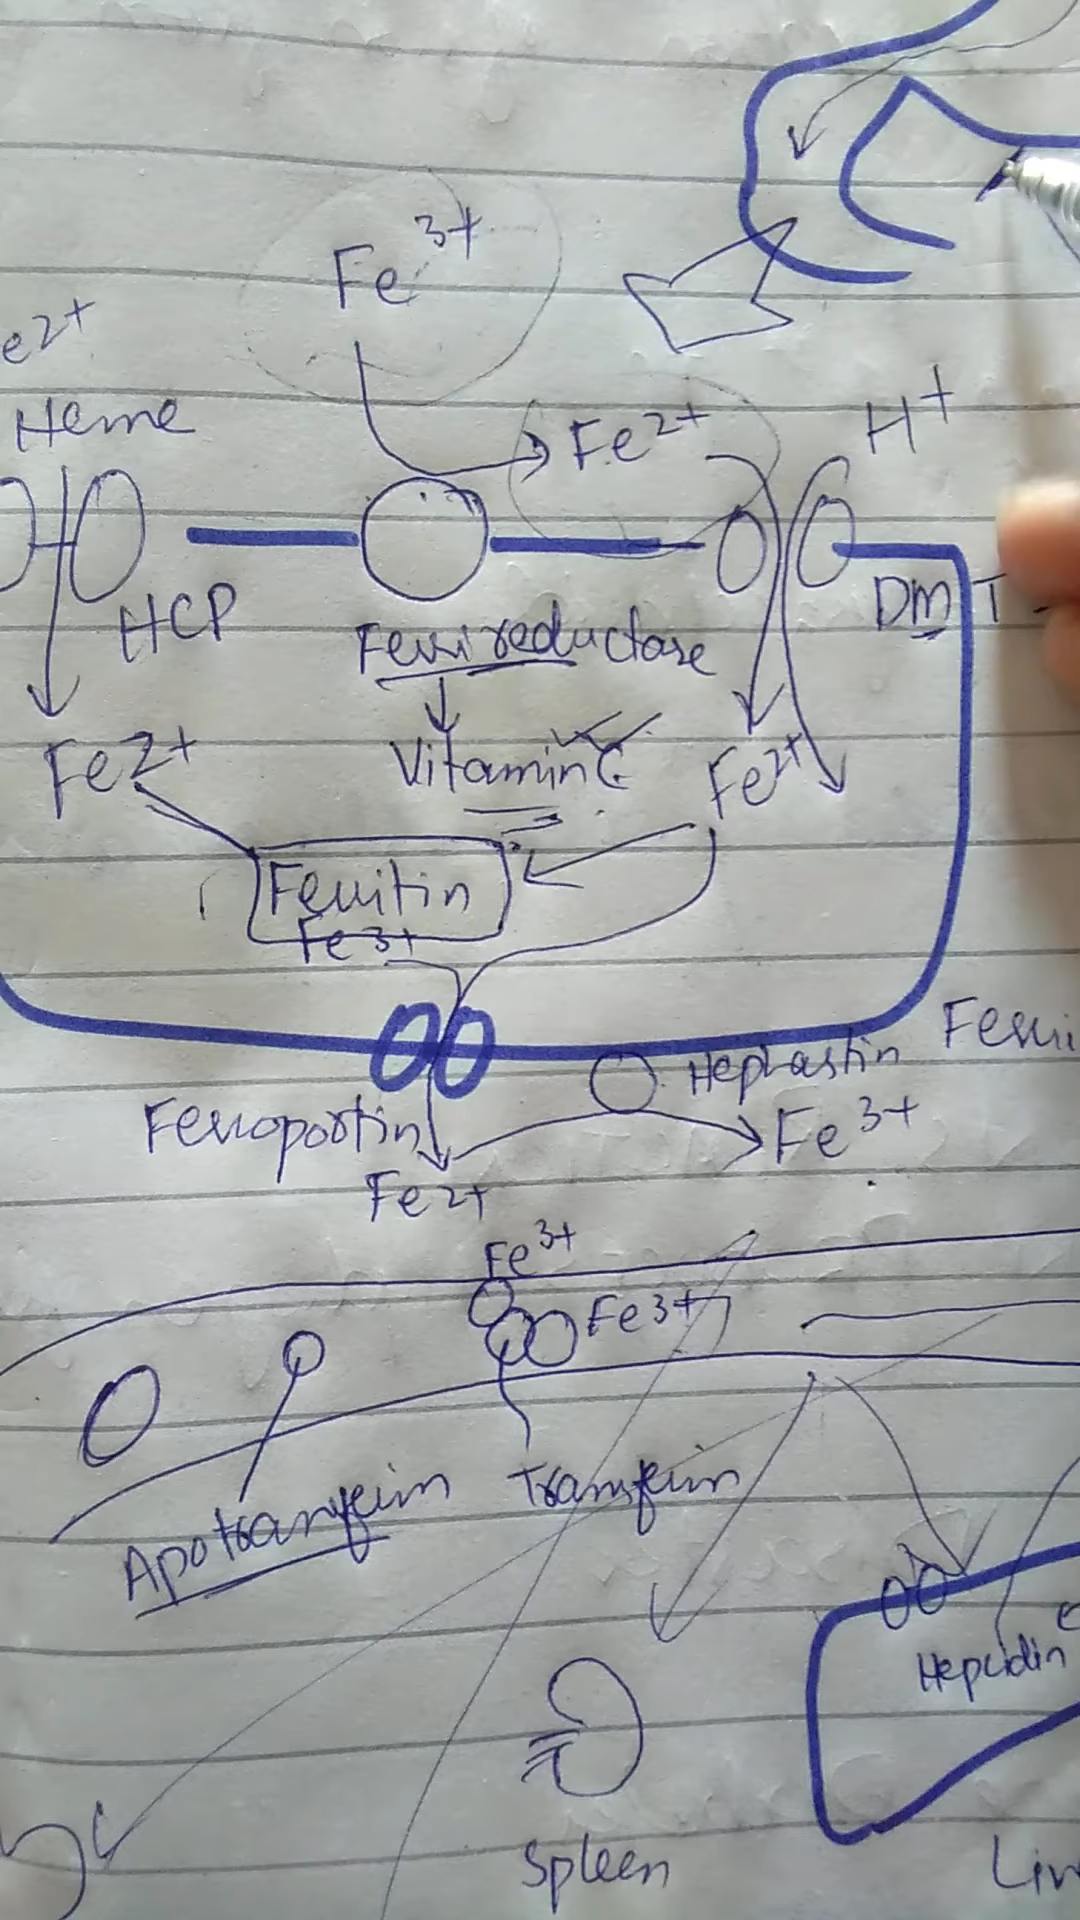 Fe3+
e2+
Heme
Fe2+
H+
HCP
Ferrireductase
DMT-
Vitamin C
Fe2+
Fe2+
Ferritin
Fe3+
Ferri
Hephastin
Ferroportin
Fe3+
Fe2+
Fe3+
Fe3+
Apotransferrin
Transferrin
Hepcidin
Spleen
Liv